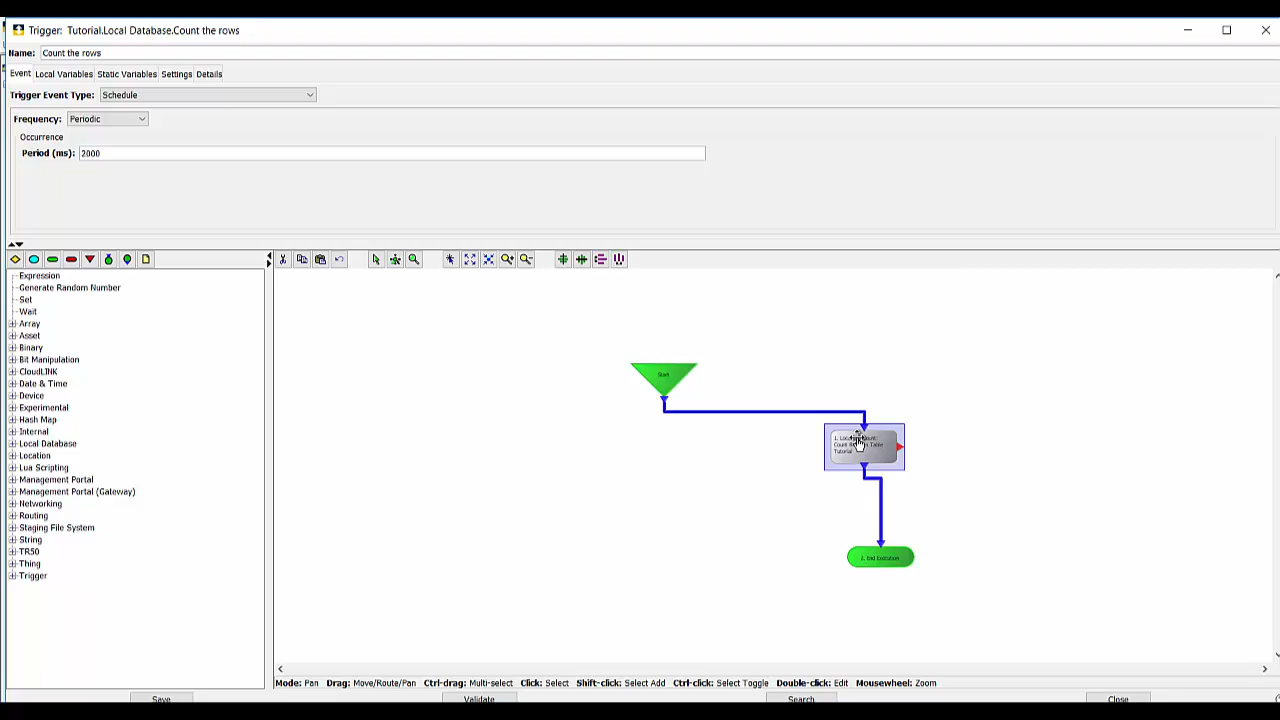 Trigger: Tutorial.Local Database.Count the rows
Name: Count the rows
Event Local Variables Static Variables Settings Details
Trigger Event Type: Schedule
Frequency: Periodic
Occurrence
Period (ms): 2000
Expression
Generate Random Number
Set
Wait
Array
Asset
Binary
Bit Manipulation
CloudLINK
Date & Time
Device
Experimental
Hash Map
Internal
Local Database
Location
Lua Scripting
Management Portal
Management Portal (Gateway)
Networking
Routing
Staging File System
String
TR50
Thing
Trigger
Start
Tutorial
2. End Execution
Mode: Pan Drag: Move/Route/Pan Ctrl-drag: Multi-select Click: Select Shift-click: Select Add Ctrl-click: Select Toggle Double-click: Edit Mousewheel: Zoom
Save Validate Search Close